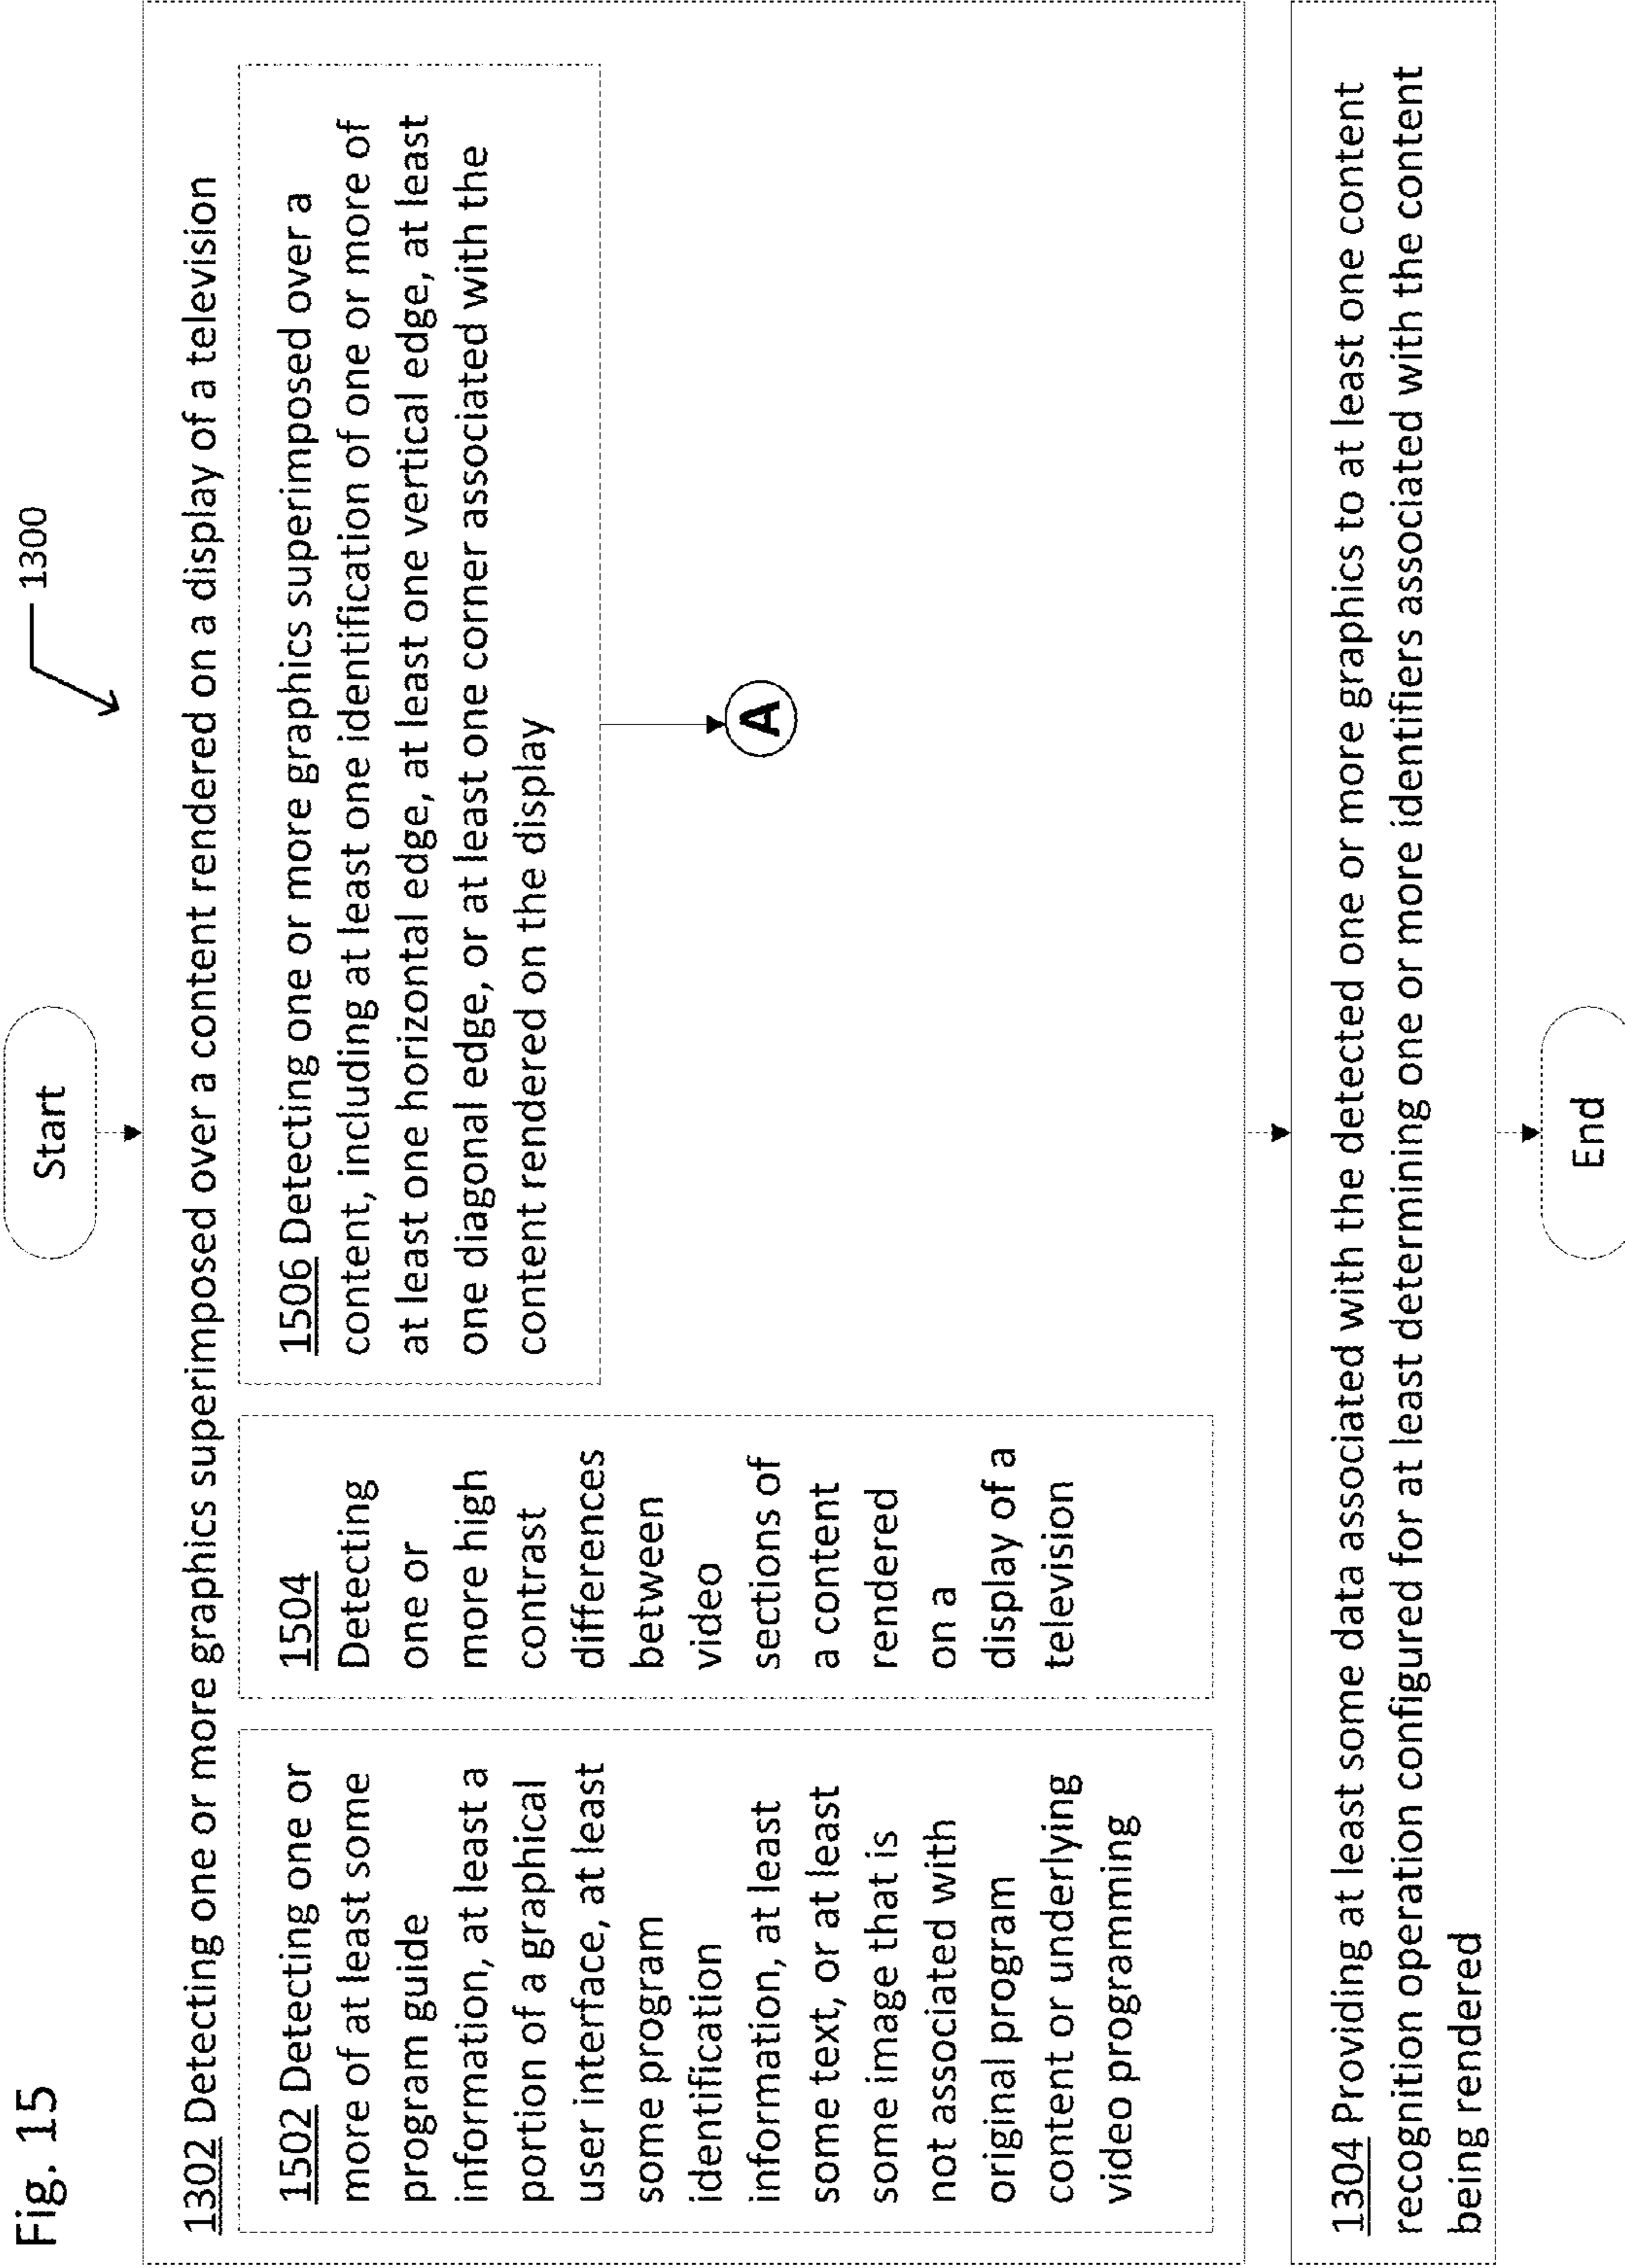 Fig. 15
1300
Start
1302 Detecting one or more graphics superimposed over a content rendered on a display of a television
1502 Detecting one or
more of at least some
program guide
information, at least a
portion of a graphical
user interface, at least
some program
identification
information, at least
some text, or at least
some image that is
not associated with
original program
content or underlying
video programming
1504
Detecting
one or
more high
contrast
differences
between
video
sections of
a content
rendered
on a
display of a
television
1506 Detecting one or more graphics superimposed over a
content, including at least one identification of one or more of
at least one horizontal edge, at least one vertical edge, at least
one diagonal edge, or at least one corner associated with the
content rendered on the display
A
1304 Providing at least some data associated with the detected one or more graphics to at least one content
recognition operation configured for at least determining one or more identifiers associated with the content
being rendered
End